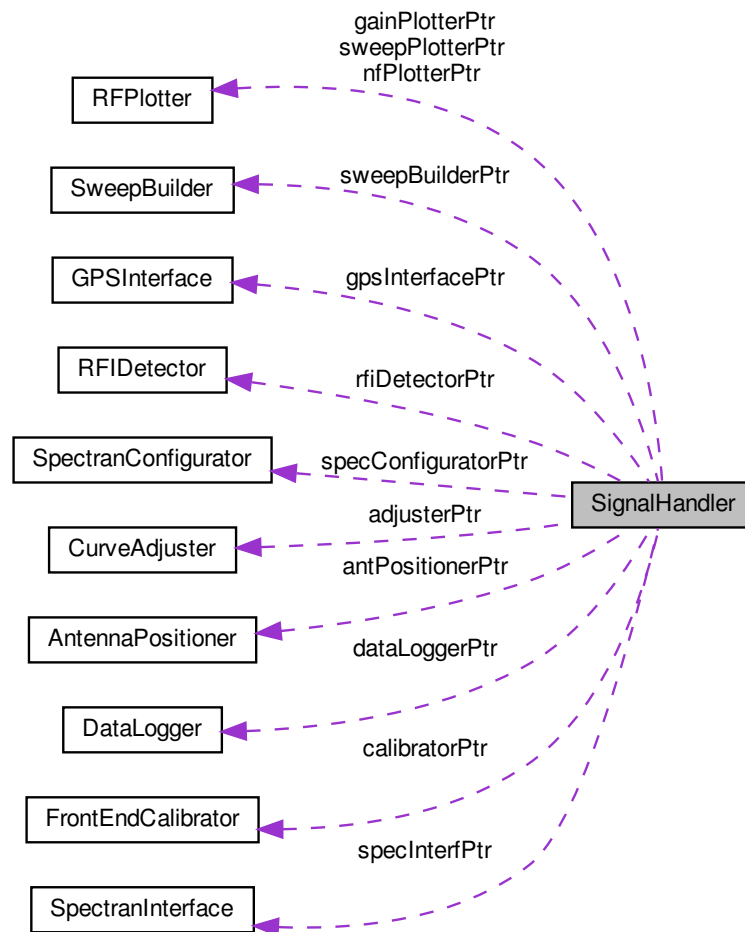 gainPlotterPtr
sweepPlotterPtr
nfPlotterPtr
RFPlotter
SweepBuilder
sweepBuilderPtr
GPSInterface
gpsInterfacePtr
RFIDetector
rfiDetectorPtr
SpectranConfigurator
specConfiguratorPtr
SignalHandler
CurveAdjuster
adjusterPtr
AntennaPositioner
antPositionerPtr
DataLogger
dataLoggerPtr
FrontEndCalibrator
calibratorPtr
SpectranInterface
specInterfPtr